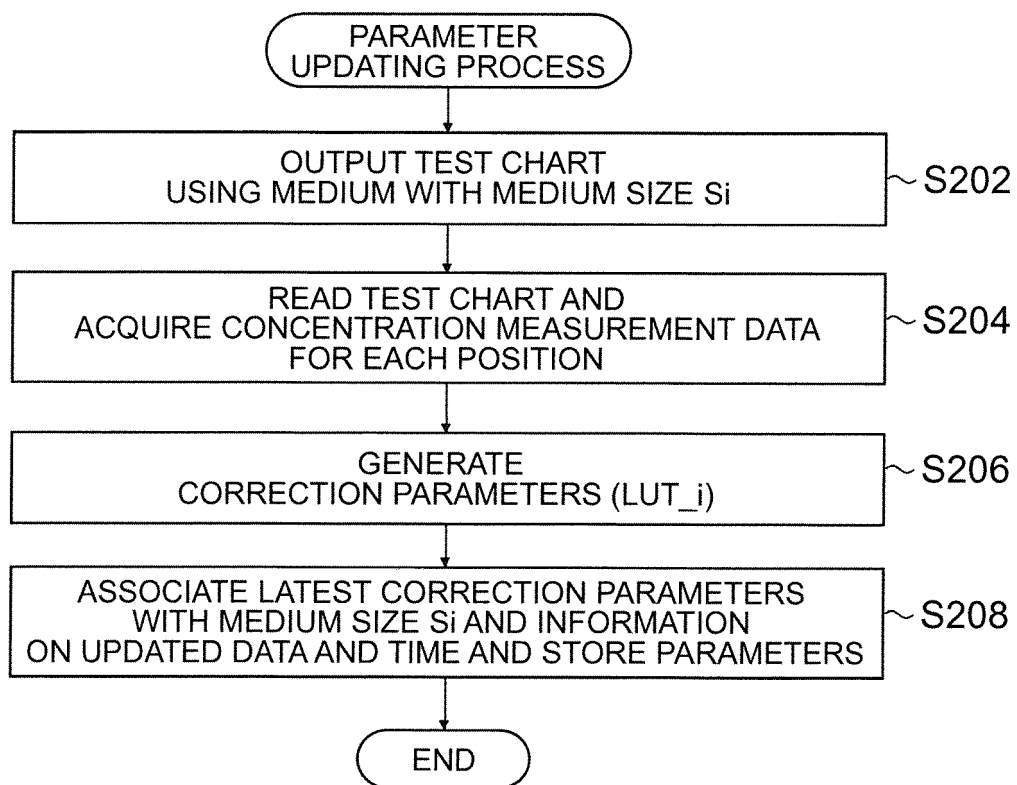 PARAMETER
UPDATING PROCESS
OUTPUT TEST CHART
USING MEDIUM WITH MEDIUM SIZE Si
S202
READ TEST CHART AND
ACQUIRE CONCENTRATION MEASUREMENT DATA
FOR EACH POSITION
S204
GENERATE
CORRECTION PARAMETERS (LUT_i)
S206
ASSOCIATE LATEST CORRECTION PARAMETERS
WITH MEDIUM SIZE Si AND INFORMATION
ON UPDATED DATA AND TIME AND STORE PARAMETERS
S208
END